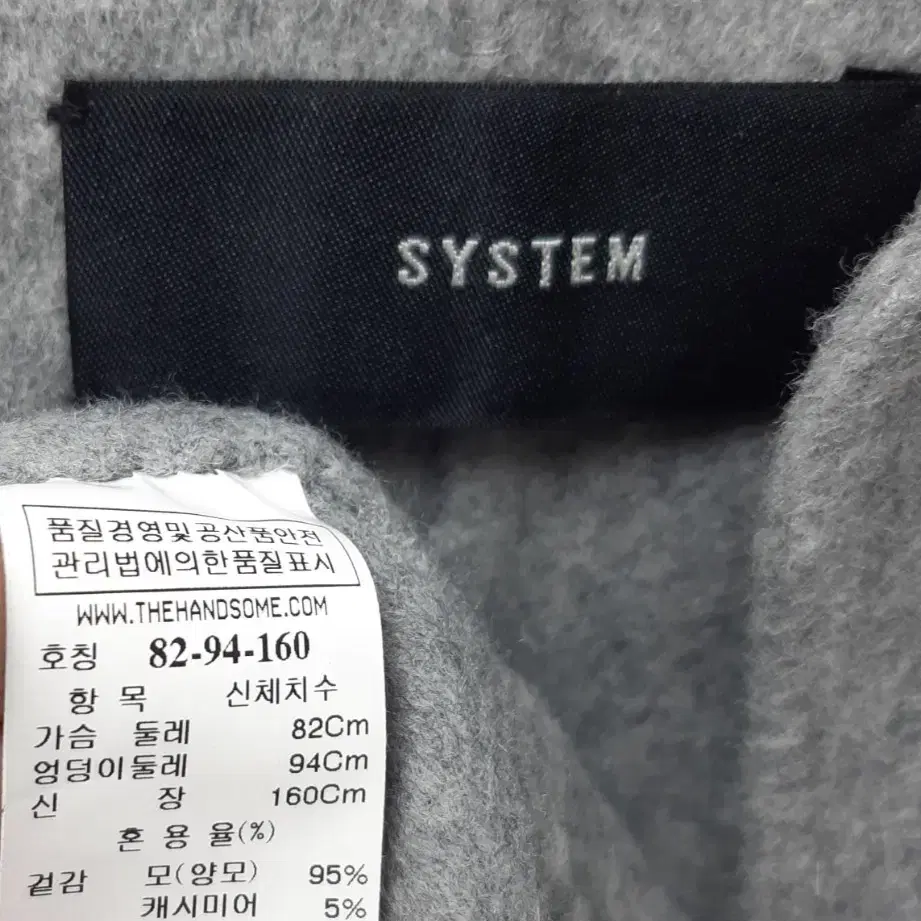 SYSTEM
품질경영및공산품안전
관리법에의한품질표시
WWW.THEHANDSOME.COM
호칭 82-94-160
항 목 신체치수
가슴 둘레 82Cm
엉덩이둘레 94Cm
신 장 160Cm
혼 용 율(%)
겉감 모(양모) 95%
캐시미어 5%